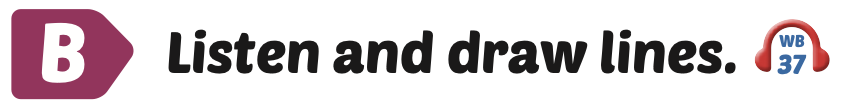 B Listen and draw lines. WB
37